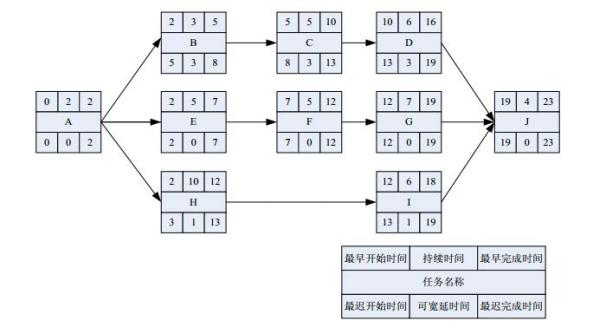 2 3 5
B
5 3 8
5 5 10
C
8 3 13
10 6 16
D
13 3 19
0 2 2
A
0 0 2
2 5 7
E
2 0 7
7 5 12
F
7 0 12
12 7 19
G
12 0 19
19 4 23
J
19 0 23
2 10 12
H
3 1 13
12 6 18
I
13 1 19
最早开始时间 持续时间 最早完成时间
任务名称
最迟开始时间 可宽延时间 最迟完成时间